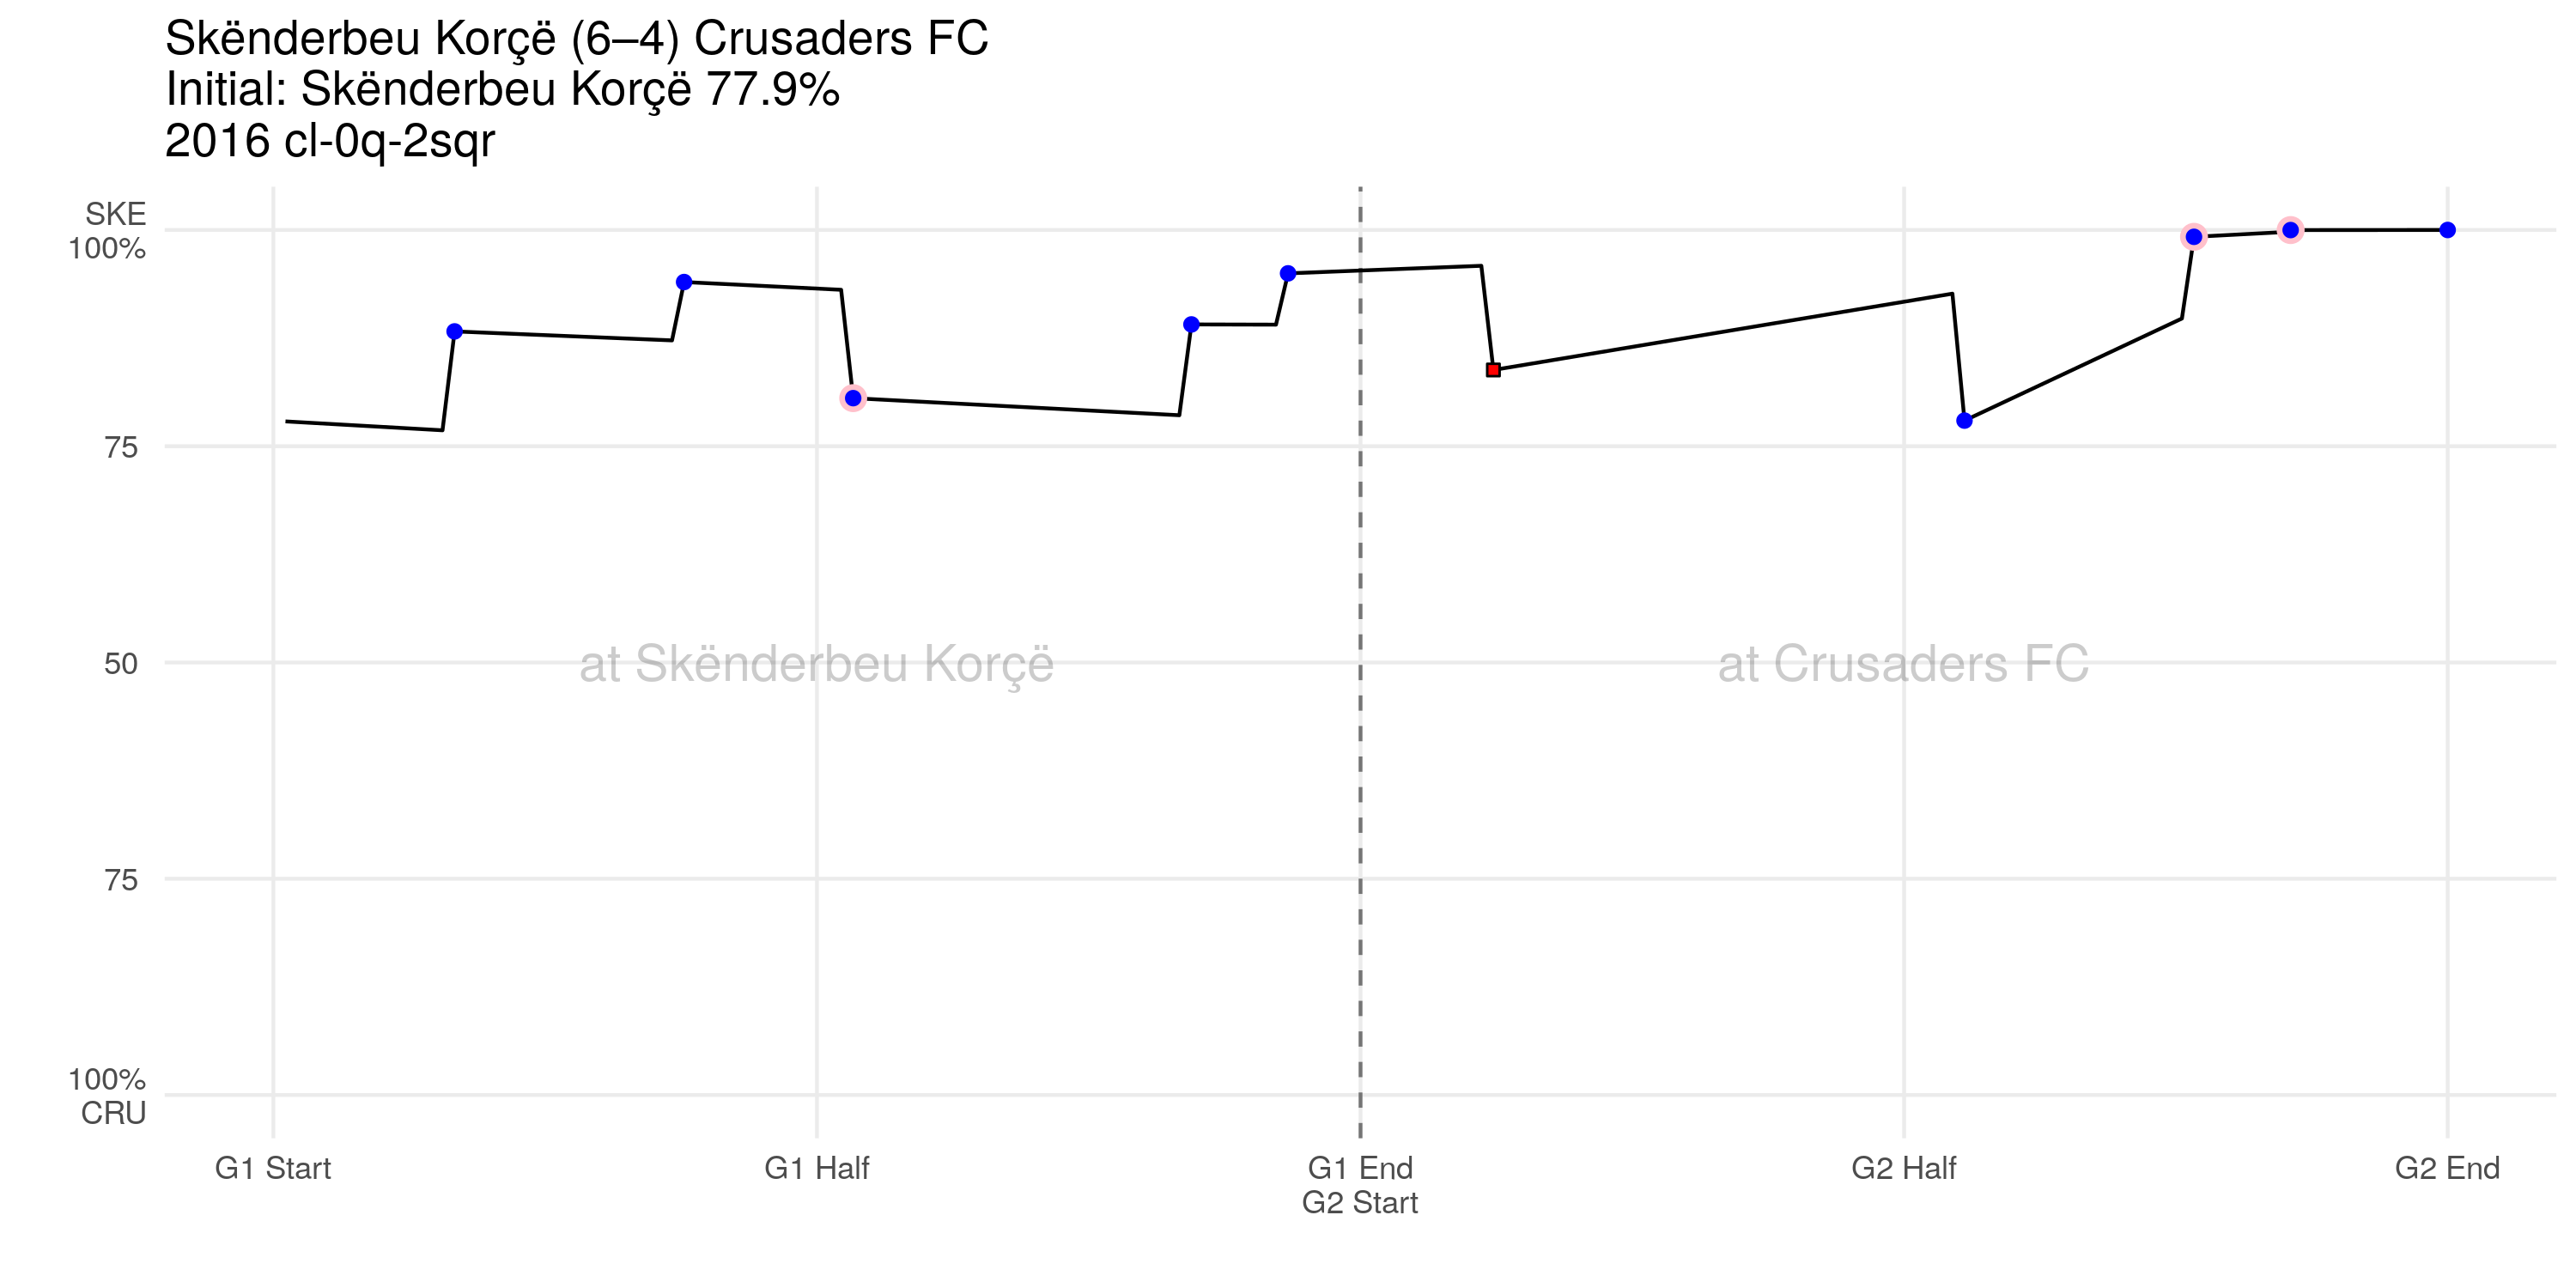 Skënderbeu Korçë (6–4) Crusaders FC
Initial: Skënderbeu Korçë 77.9%
2016 cl-0q-2sqr
SKE
100%
75
50
75
100%
CRU
at Skënderbeu Korçë
at Crusaders FC
G1 Start
G1 Half
G1 End
G2 Start
G2 Half
G2 End